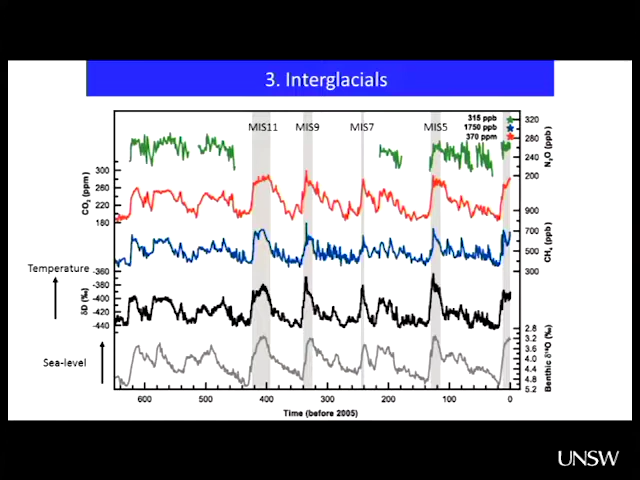 3. Interglacials
MIS11 MIS9 MIS7 MIS5
315 ppb
1750 ppb
370 ppm
320
280
240
200
N₂O (ppb)
300
260
220
180
CO₂ (ppm)
900
700
500
300
CH₄ (ppb)
Temperature
-360
-380
-400
-420
-440
δD (‰)
Sea-level
2.8
3.2
3.6
4.0
4.4
4.8
5.2
Benthic δ¹⁸O (‰)
600 500 400 300 200 100 0
Time (before 2005)
UNSW